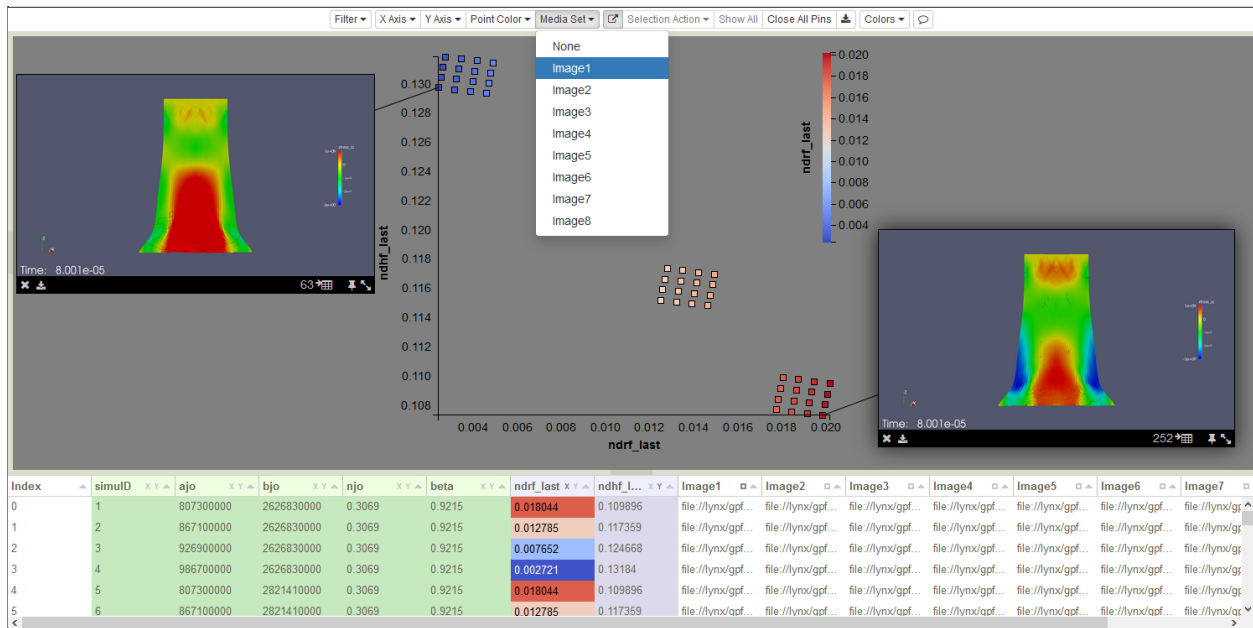 Filter X Axis Y Axis Point Color Media Set Selection Action Show All Close All Pins Colors
None
Image1
Image2
Image3
Image4
Image5
Image6
Image7
Image8
Time: 8.001e-05
63
0.130
0.128
0.126
0.124
0.122
0.120
0.118
0.116
0.114
0.112
0.110
0.108
ndhf_last
0.004 0.006 0.008 0.010 0.012 0.014 0.016 0.018 0.020
ndrf_last
0.020
0.018
0.016
0.014
0.012
0.010
0.008
0.006
0.004
ndrf_last
Time: 8.001e-05
252
Index simulD X Y ajo X Y bjo X Y njo X Y beta X Y ndrf_last X Y ndhf_l... X Y Image1 Image2 Image3 Image4 Image5 Image6 Image7
0 1 807300000 2626830000 0.3069 0.9215 0.018044 0.109896 file://lynx/gpf... file://lynx/gpf... file://lynx/gpf... file://lynx/gpf... file://lynx/gpf... file://lynx/gpf... file://lynx/gp
1 2 867100000 2626830000 0.3069 0.9215 0.012785 0.117359 file://lynx/gpf... file://lynx/gpf... file://lynx/gpf... file://lynx/gpf... file://lynx/gpf... file://lynx/gpf... file://lynx/gp
2 3 926900000 2626830000 0.3069 0.9215 0.007652 0.124668 file://lynx/gpf... file://lynx/gpf... file://lynx/gpf... file://lynx/gpf... file://lynx/gpf... file://lynx/gpf... file://lynx/gp
3 4 986700000 2626830000 0.3069 0.9215 0.002721 0.13184 file://lynx/gpf... file://lynx/gpf... file://lynx/gpf... file://lynx/gpf... file://lynx/gpf... file://lynx/gpf... file://lynx/gp
4 5 807300000 2821410000 0.3069 0.9215 0.018044 0.109896 file://lynx/gpf... file://lynx/gpf... file://lynx/gpf... file://lynx/gpf... file://lynx/gpf... file://lynx/gpf... file://lynx/gp
5 6 867100000 2821410000 0.3069 0.9215 0.012785 0.117359 file://lynx/gpf... file://lynx/gpf... file://lynx/gpf... file://lynx/gpf... file://lynx/gpf... file://lynx/gpf... file://lynx/gp